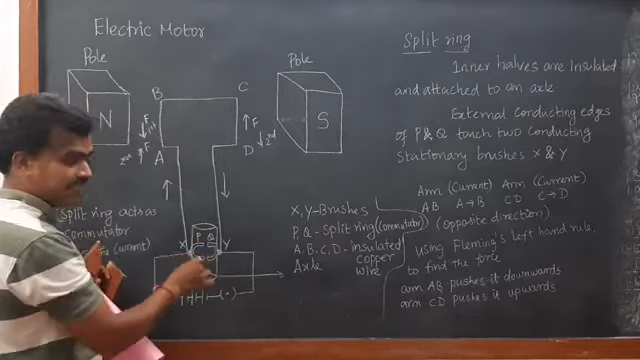 Electric Motor
Pole
Pole
N
S
B
C
A
D
F
1st
F
2nd
F
2nd
X
P
Q
Y
Split ring acts as
Commutator
(current)
X, Y-Brushes
P, Q - Split ring (commutator)
A, B, C, D - insulated
copper
wire
Axle
Split ring
Inner halves are Insulated
and attached to an axle
External conducting edges
of P & Q touch two conducting
Stationary brushes X & Y
Arm (Current) Arm (Current)
AB A→B CD C→D
(opposite direction)
Using Fleming's left hand rule.
to find the force
arm AB pushes it downwards
arm CD pushes it upwards